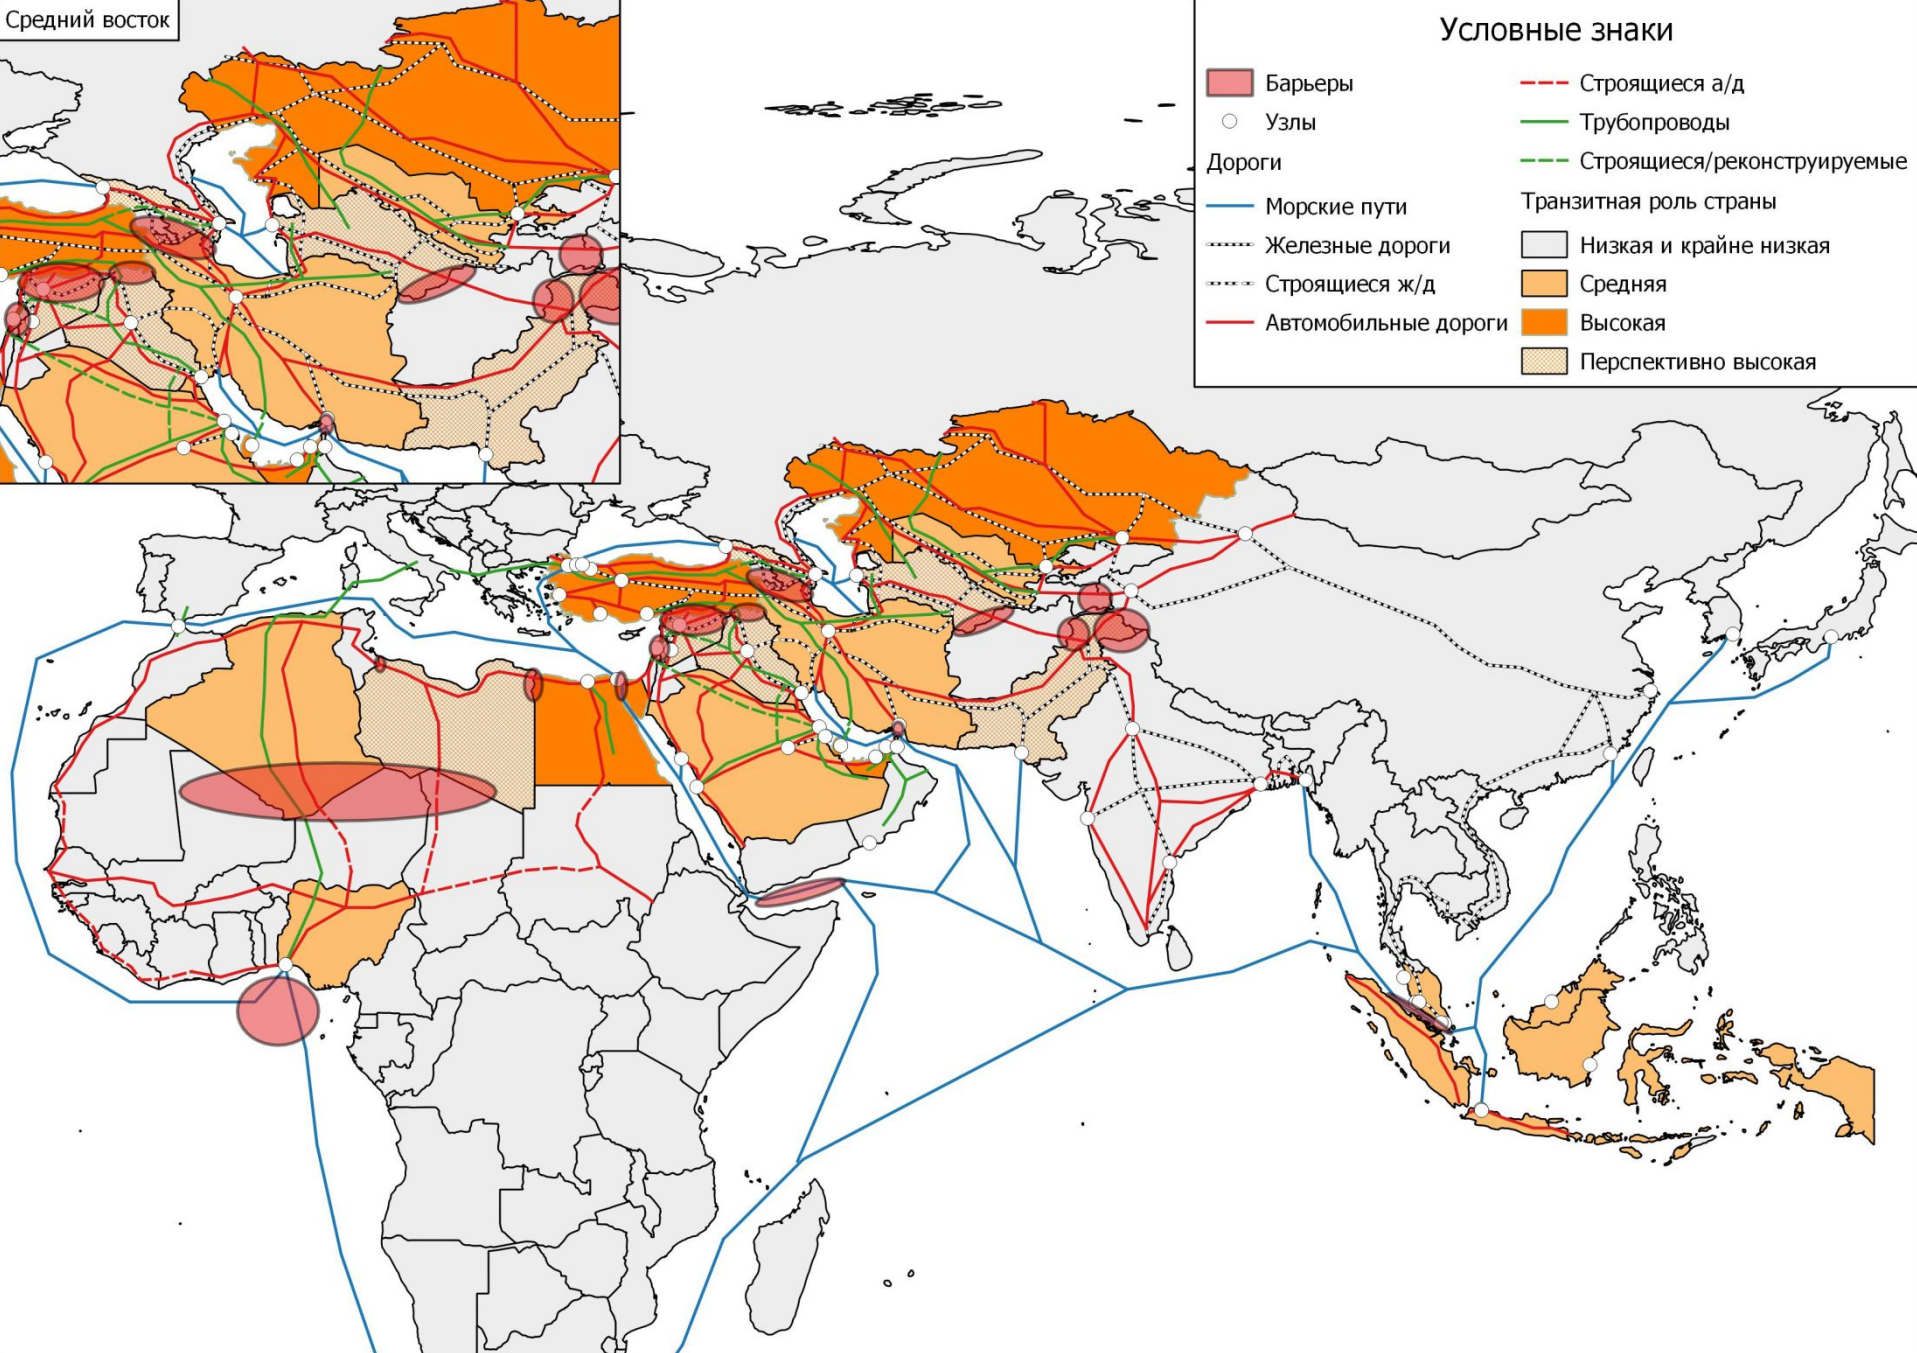 Средний восток
Условные знаки
Барьеры
Узлы
Дороги
Морские пути
Железные дороги
Строящиеся ж/д
Автомобильные дороги
Строящиеся а/д
Трубопроводы
Строящиеся/реконструируемые
Транзитная роль страны
Низкая и крайне низкая
Средняя
Высокая
Перспективно высокая